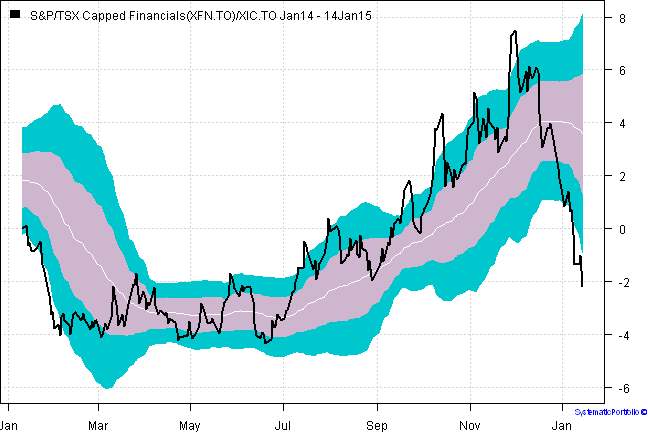 S&P/TSX Capped Financials(XFN.TO)/XIC.TO Jan14 - 14Jan15
8
6
4
2
0
-2
-4
-6
Jan Mar May Jul Sep Nov Jan
SystematicPortfolio ©